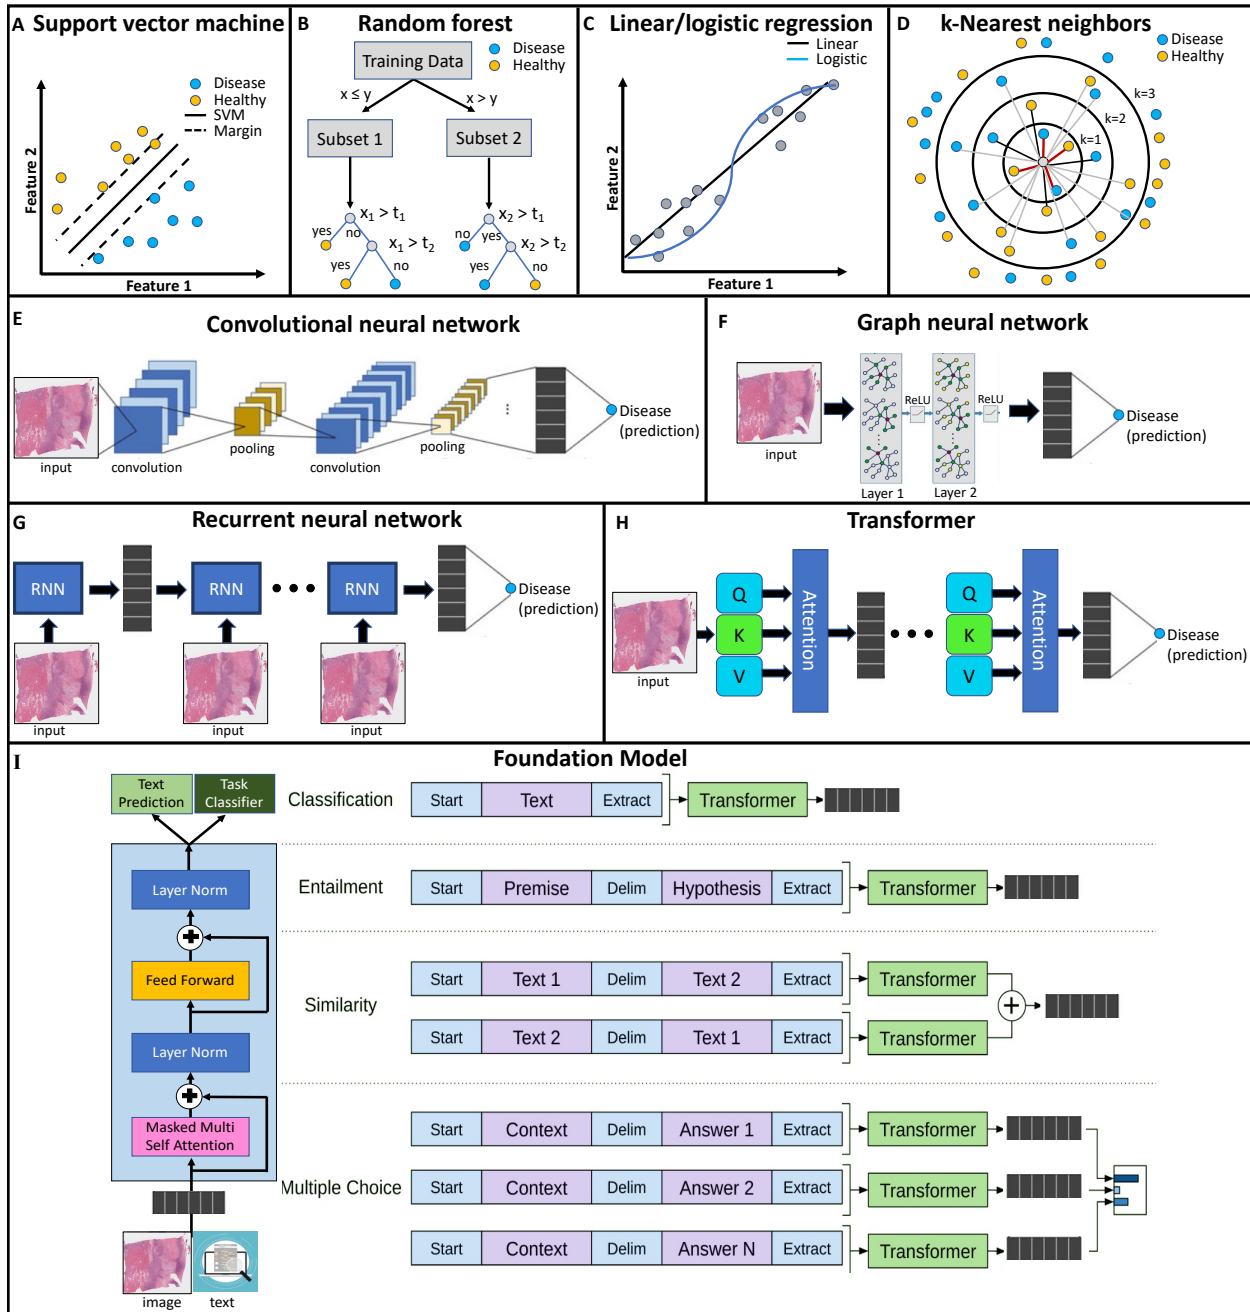 A Support vector machine
Disease
Healthy
SVM
Margin
Feature 2
Feature 1
B Random forest
Training Data
Disease
Healthy
x ≤ y
x > y
Subset 1
Subset 2
x1 > t1
yes
no
x1 > t2
yes
no
x2 > t1
no
yes
x2 > t2
yes
no
C Linear/logistic regression
Linear
Logistic
Feature 2
Feature 1
D k-Nearest neighbors
Disease
Healthy
k=3
k=2
k=1
E Convolutional neural network
input
convolution
pooling
convolution
pooling
Disease
(prediction)
F Graph neural network
input
ReLU
ReLU
Layer 1
Layer 2
Disease
(prediction)
G Recurrent neural network
RNN
RNN
RNN
Disease
(prediction)
input
input
input
H Transformer
input
Q
K
V
Attention
Q
K
V
Attention
Disease
(prediction)
I Foundation Model
Text
Prediction
Task
Classifier
Layer Norm
Feed Forward
Layer Norm
Masked Multi
Self Attention
image
text
Classification
Start Text Extract Transformer
Entailment
Start Premise Delim Hypothesis Extract Transformer
Similarity
Start Text 1 Delim Text 2 Extract Transformer
Start Text 2 Delim Text 1 Extract Transformer
Multiple Choice
Start Context Delim Answer 1 Extract Transformer
Start Context Delim Answer 2 Extract Transformer
Start Context Delim Answer N Extract Transformer